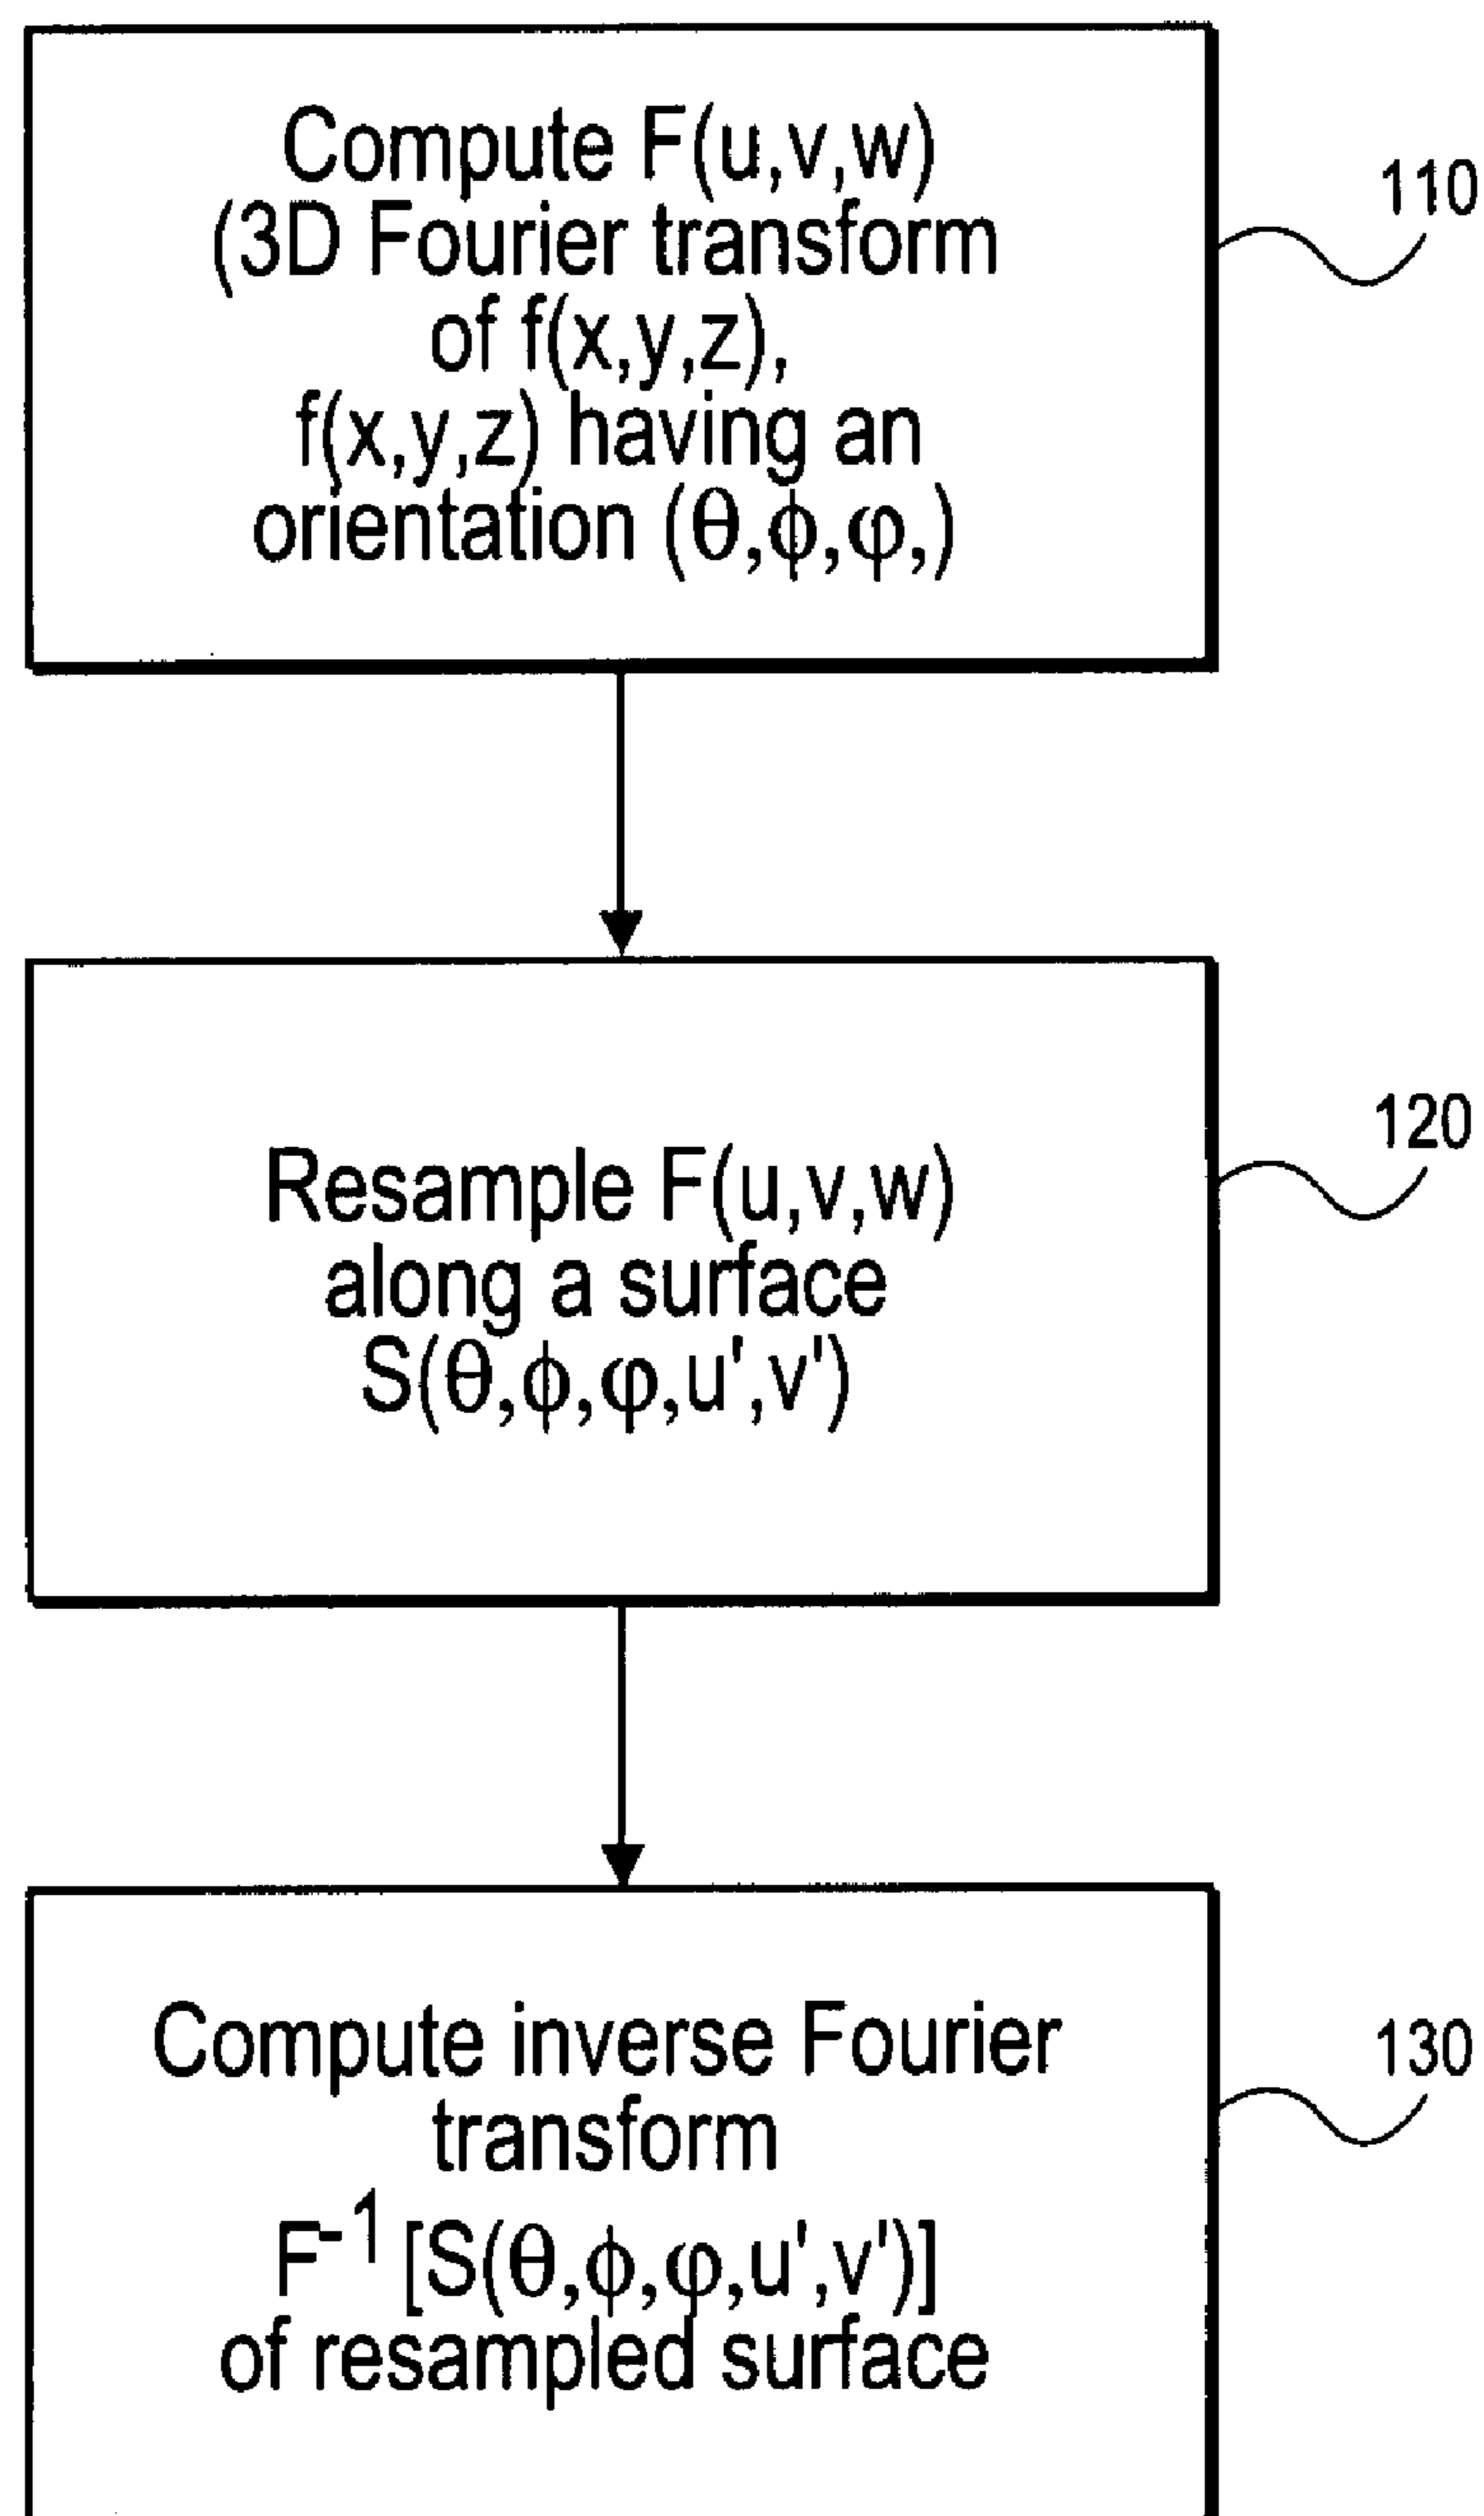 Compute F(u,v,w)
(3D Fourier transform
of f(x,y,z),
f(x,y,z) having an
orientation (θ,ϕ,φ,)
110
Resample F(u,v,w)
along a surface
S(θ,ϕ,φ,u',v')
120
Compute inverse Fourier
transform
F-1 [S(θ,ϕ,φ,u',v')]
of resampled surface
130